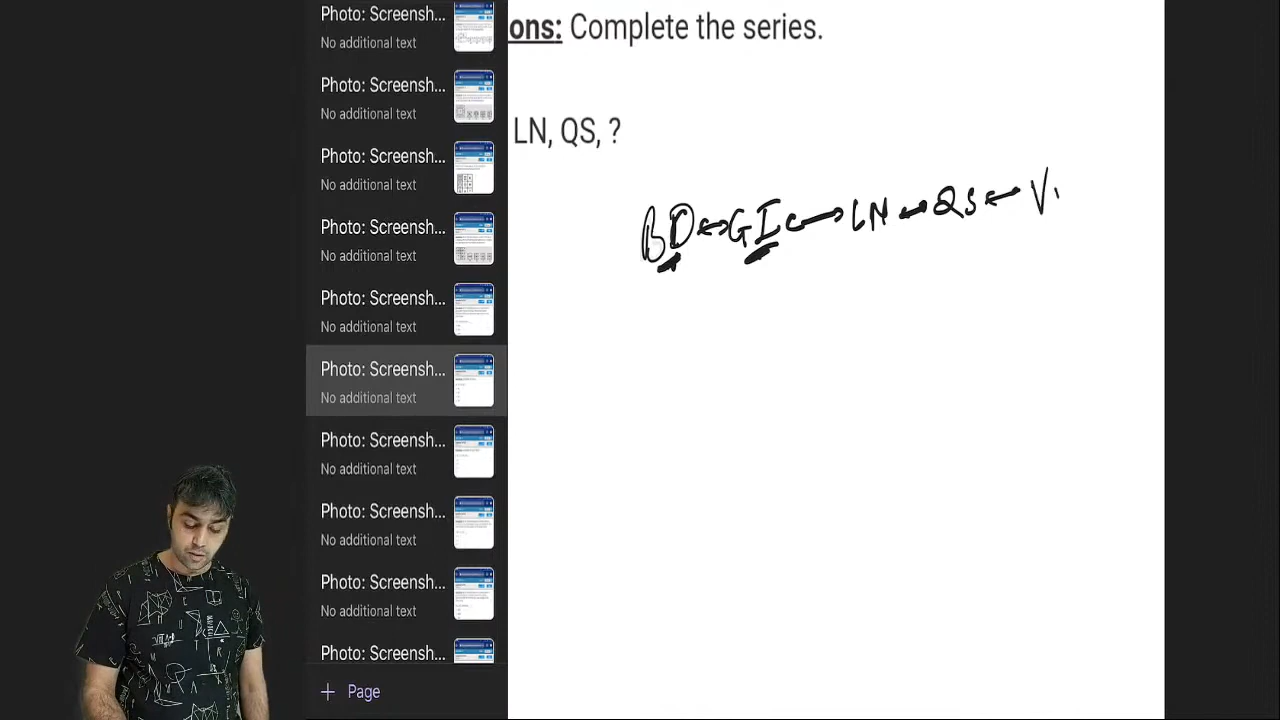 Photo: Screensh...
No additional text
Photo: Screensh...
No additional text
Photo: Screensh...
No additional text
Photo: Screensh...
No additional text
Photo: Screensh...
No additional text
Photo: Screensh...
No additional text
Photo: Screensh...
No additional text
Photo: Screensh...
No additional text
Photo: Screensh...
No additional text
Photo: Screensh...
+ Page
ons: Complete the series.
LN, QS, ?
BD ↔ GI ↔ LN ↔ QS ↔ V